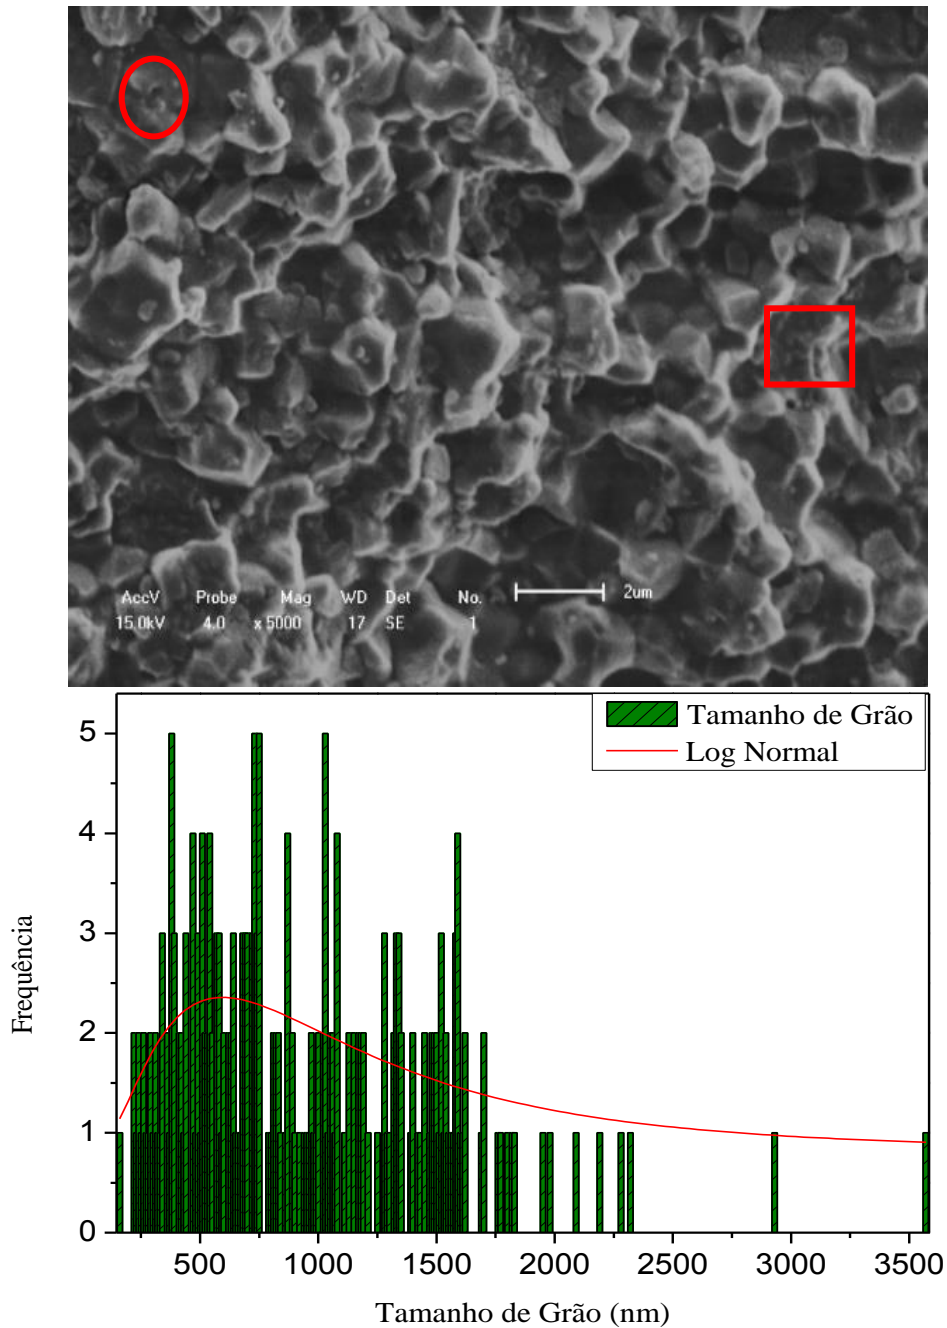 AccV Probe Mag WD Det No.
15.0kV 4.0 x 5000 17 SE 1
2um
Tamanho de Grão
Log Normal
5
4
3
2
1
0
Frequência
500 1000 1500 2000 2500 3000 3500
Tamanho de Grão (nm)